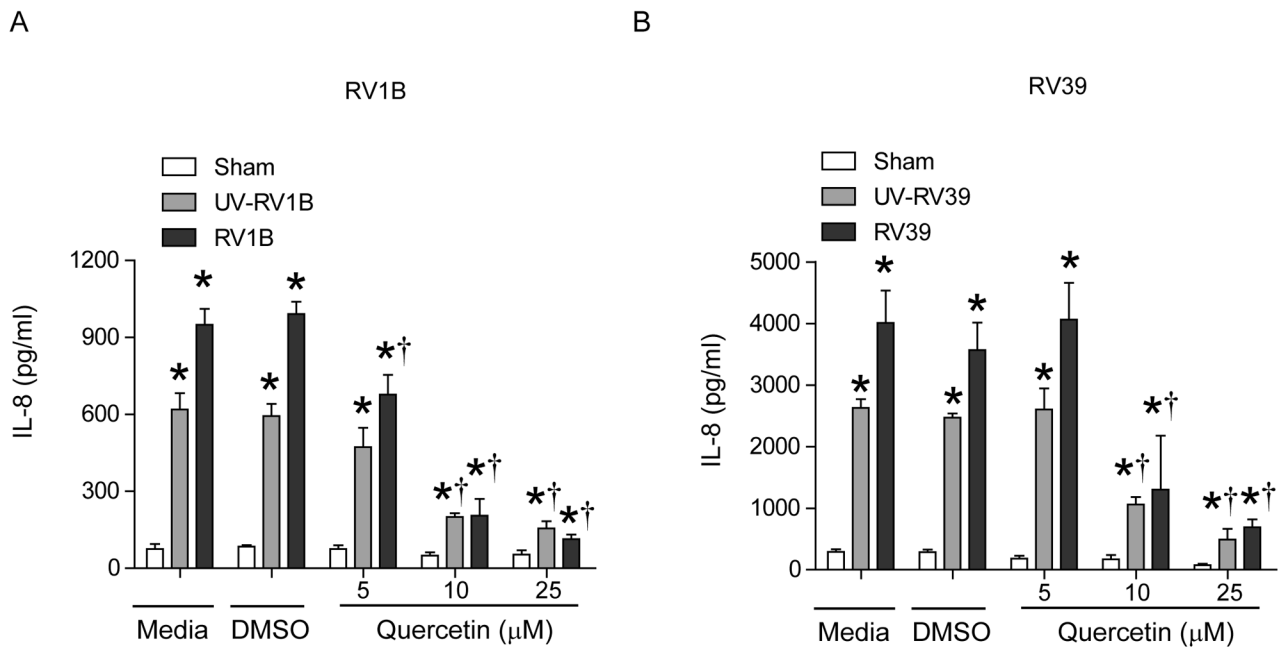 A
RV1B
Sham
UV-RV1B
RV1B
IL-8 (pg/ml)
1200
900
600
300
0
* * * * * *† *† *† *† *†
5 10 25
Media DMSO Quercetin (μM)
B
RV39
Sham
UV-RV39
RV39
IL-8 (pg/ml)
5000
4000
3000
2000
1000
0
* * * * * * *† *† *† *†
5 10 25
Media DMSO Quercetin (μM)